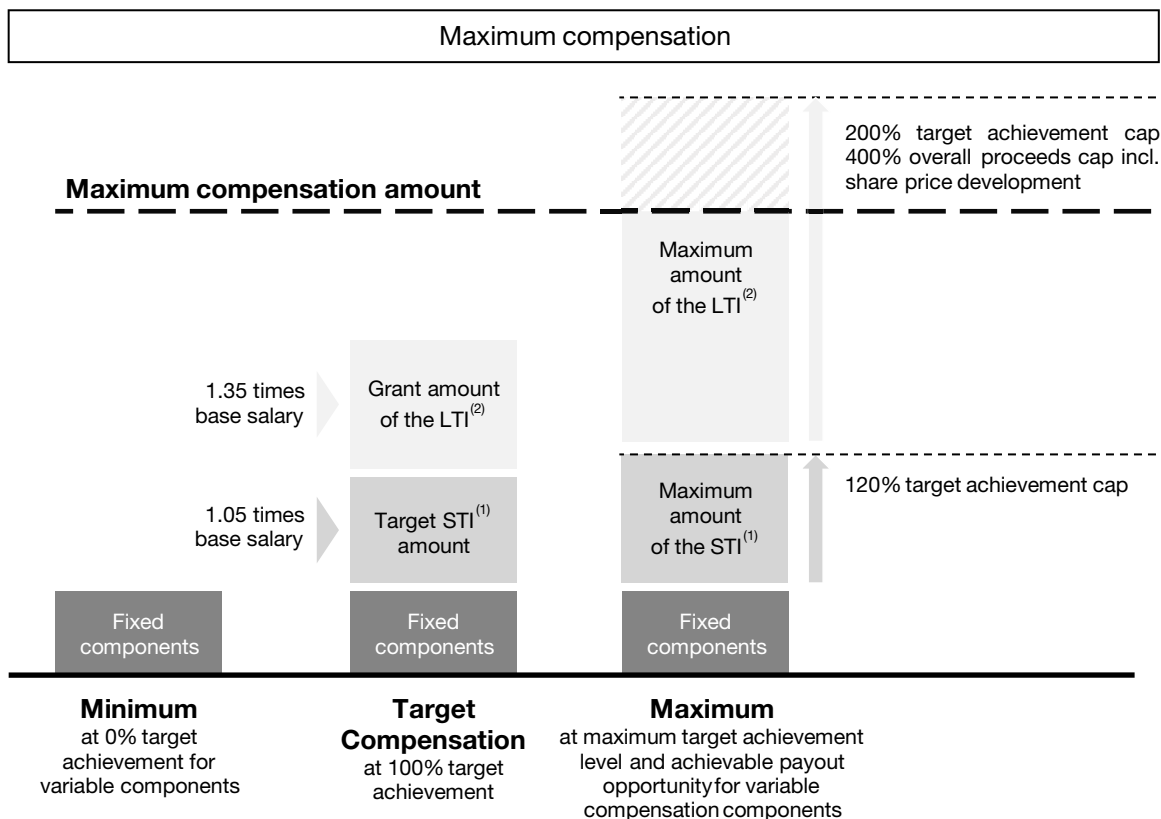 Maximum compensation
200% target achievement cap
400% overall proceeds cap incl.
share price development
Maximum compensation amount
Maximum
amount
of the LTI(2)
1.35 times
base salary
Grant amount
of the LTI(2)
120% target achievement cap
1.05 times
base salary
Target STI(1)
amount
Maximum
amount
of the STI(1)
Fixed
components
Fixed
components
Fixed
components
Minimum
at 0% target
achievement for
variable components
Target
Compensation
at 100% target
achievement
Maximum
at maximum target achievement
level and achievable payout
opportunity for variable
compensation components